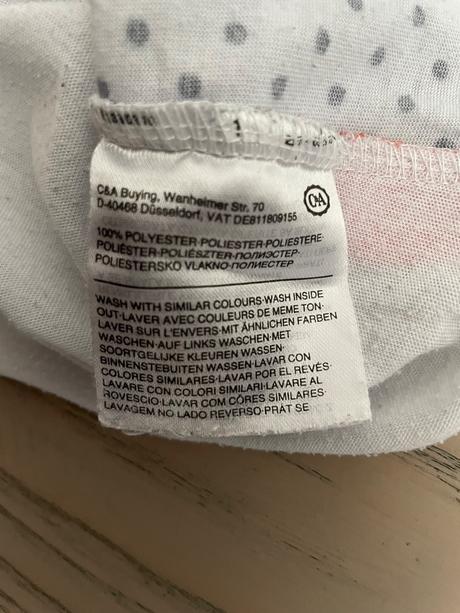 1
C&A Buying, Wanheimer Str. 70
D-40468 Düsseldorf, VAT DE811809155
C&A
100% POLYESTER·POLIESTER·POLIESTERE·
POLIÉSTER·POLIÉSZTER·ПОЛИЭСТЕР·
POLIESTERSKO VLAKNO·ПОЛИЕСТЕР
WASH WITH SIMILAR COLOURS·WASH INSIDE
OUT·LAVER AVEC COULEURS DE MEME TON·
LAVER SUR L'ENVERS·MIT ÄHNLICHEN FARBEN
WASCHEN·AUF LINKS WASCHEN·MET
SOORTGELIJKE KLEUREN WASSEN·
BINNENSTEBUITEN WASSEN·LAVAR CON
COLORES SIMILARES·LAVAR POR EL REVÉS·
LAVARE CON COLORI SIMILARI·LAVARE AL
ROVESCIO·LAVAR COM CÔRES SIMILARES·
LAVAGEM NO LADO REVERSO·PRÁT SE